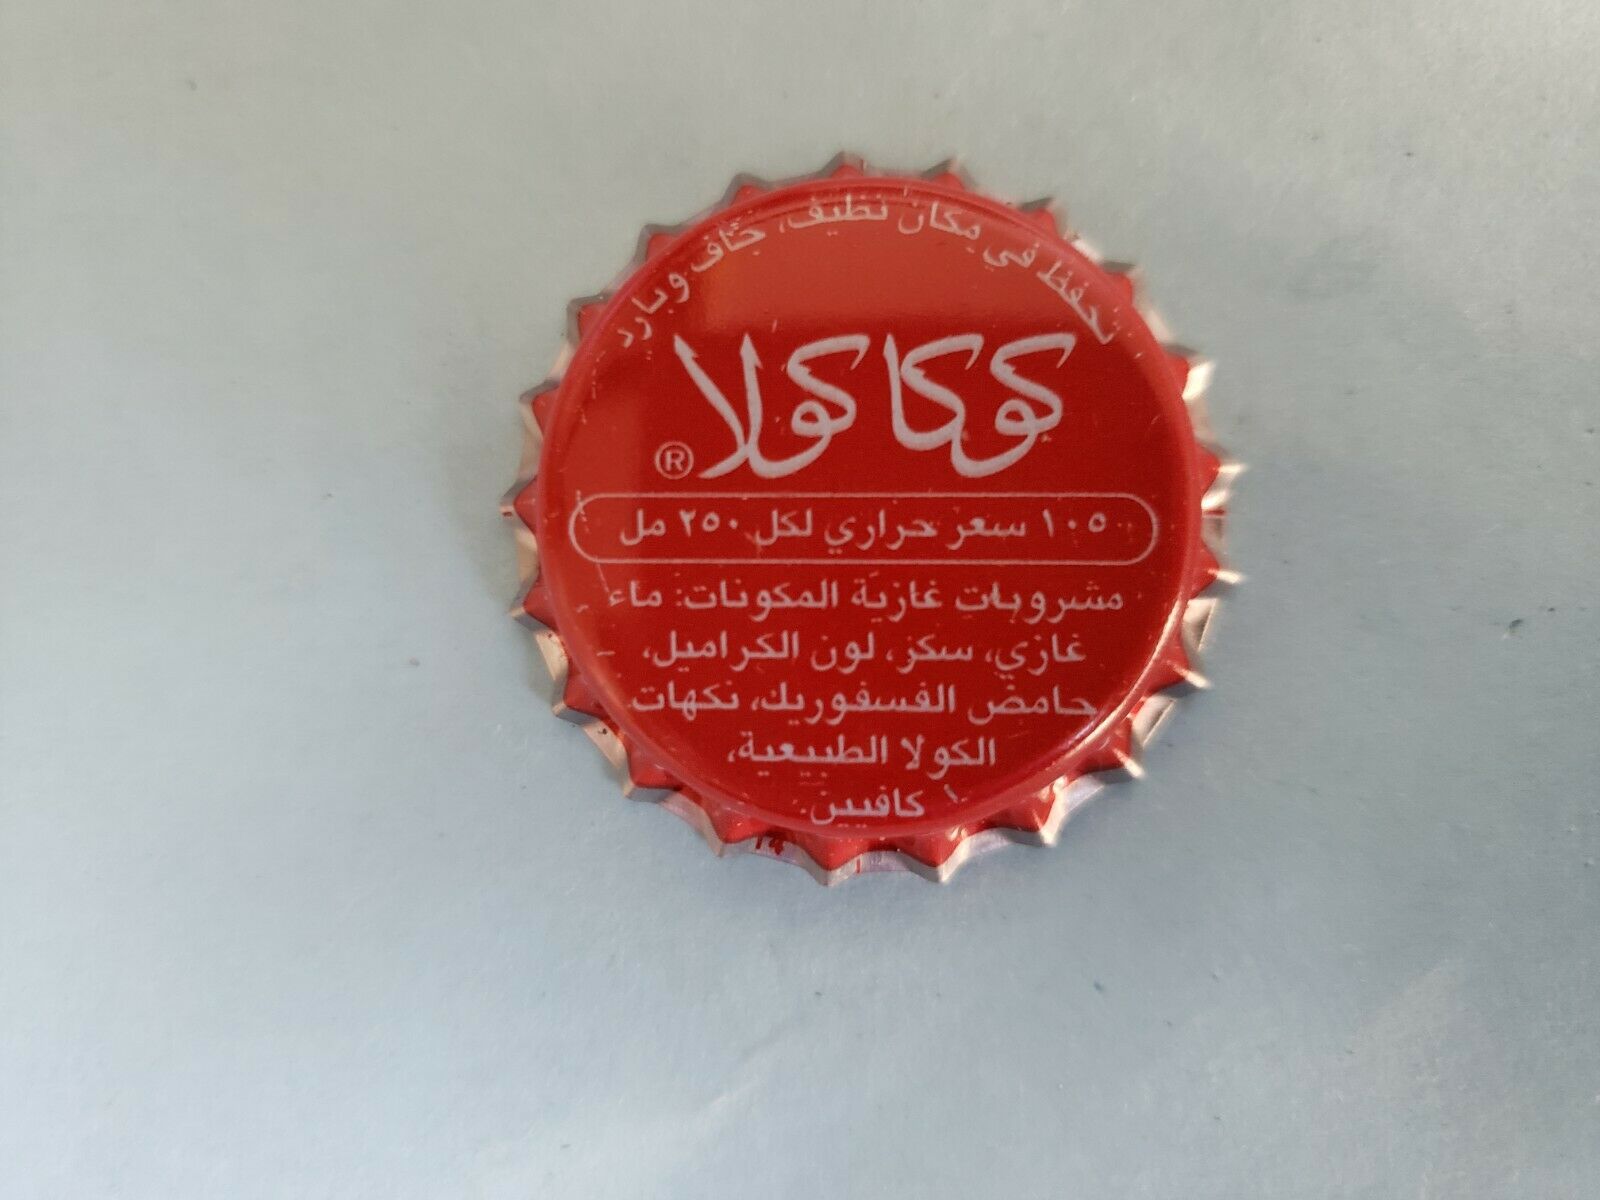 تحفظ في مكان نظيف، جاف وبارد
كوكاكولا ®
١٠٥ سعر حراري لكل ٢٥٠ مل
مشروبات غازية المكونات: ماء
غازي، سكر، لون الكراميل،
حامض الفسفوريك، نكهات
الكولا الطبيعية،
كافيين.
14